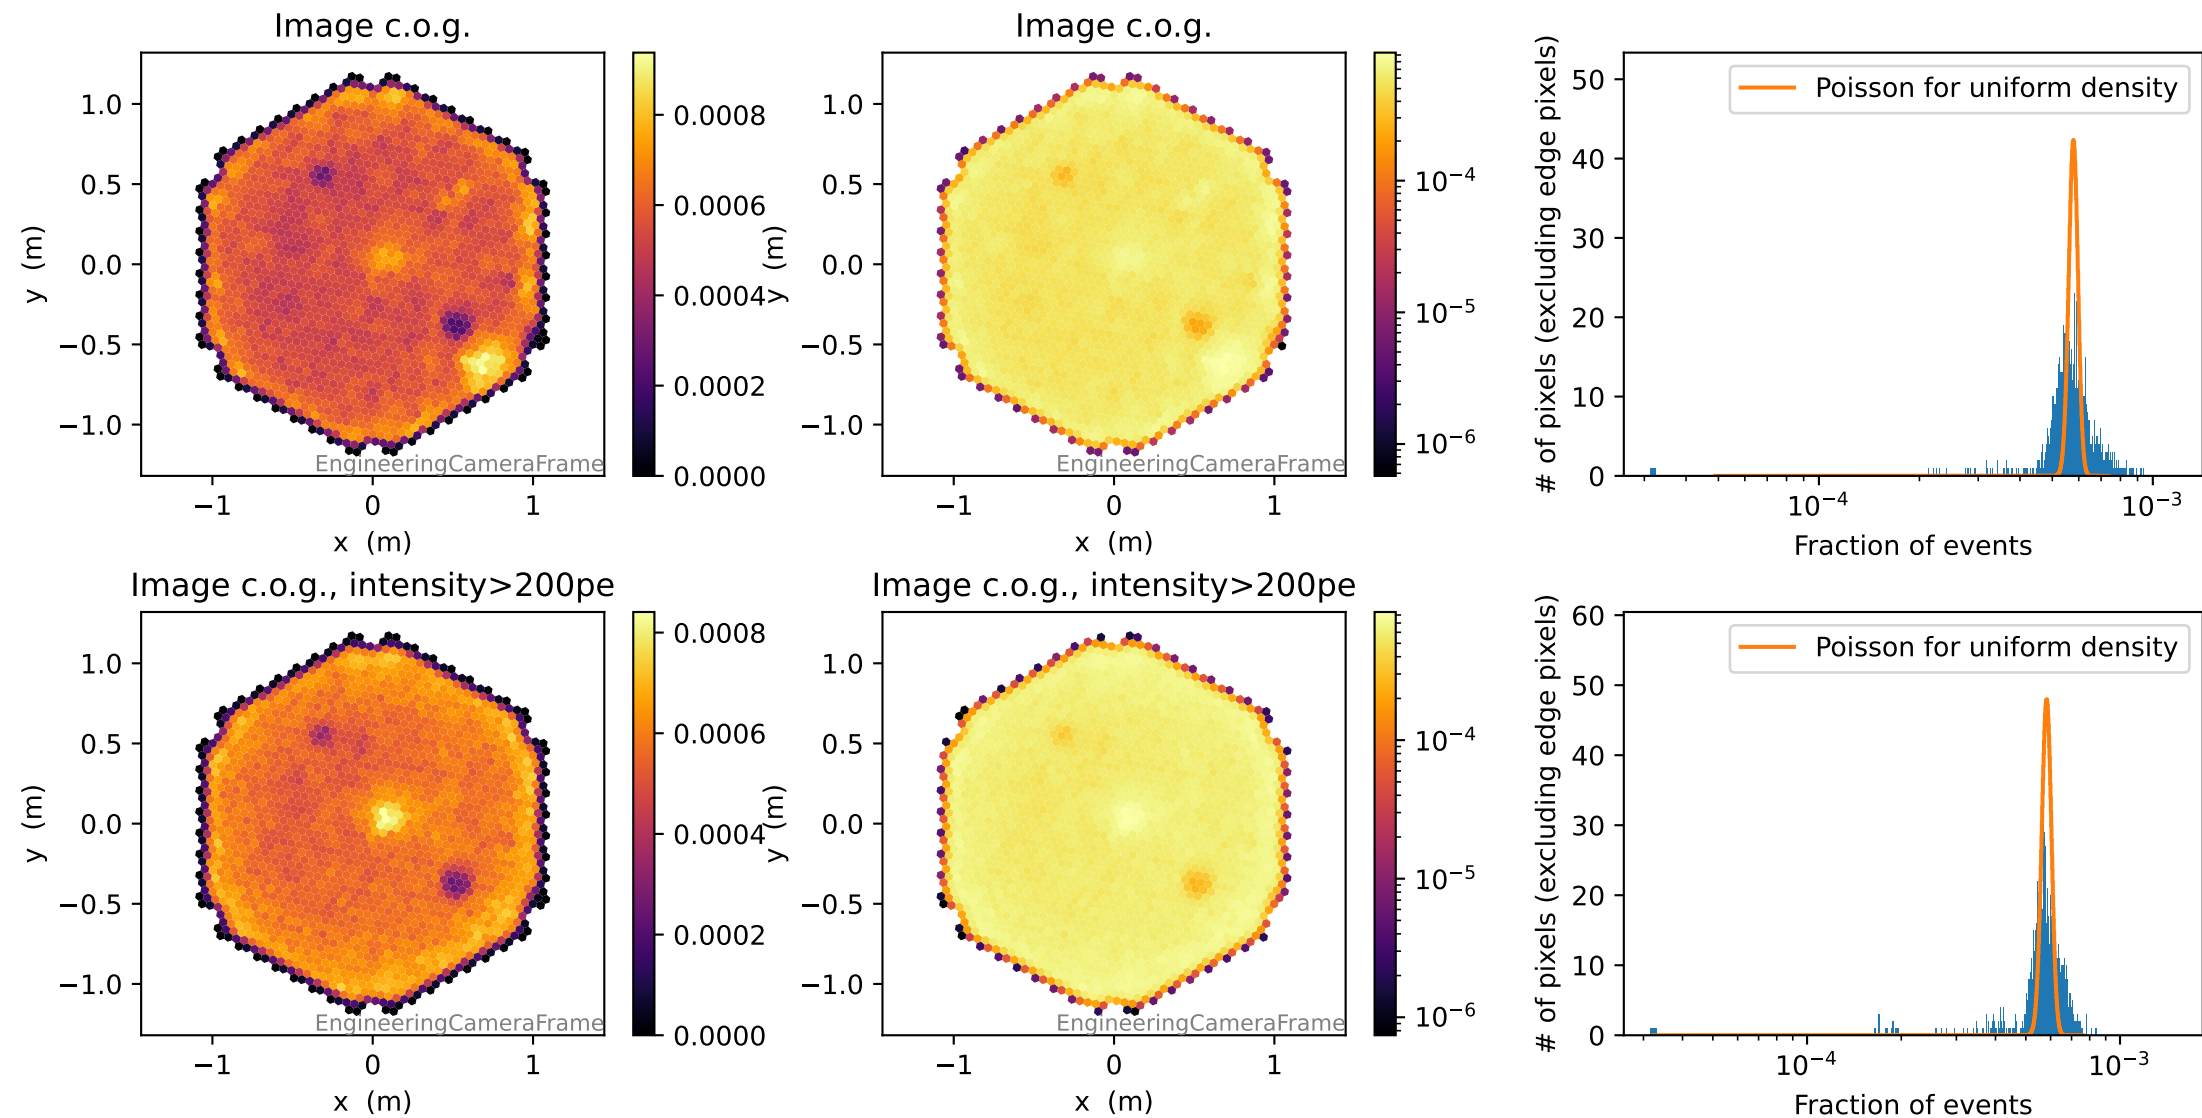 Image c.o.g.
1.0
0.5
0.0
−0.5
−1.0
y (m)
−1
0
1
x (m)
EngineeringCameraFrame
0.0008
0.0006
0.0004
0.0002
0.0000
Image c.o.g.
1.0
0.5
0.0
−0.5
−1.0
y (m)
−1
0
1
x (m)
EngineeringCameraFrame
10⁻⁴
10⁻⁵
10⁻⁶
# of pixels (excluding edge pixels)
50
40
30
20
10
0
Poisson for uniform density
10⁻⁴
10⁻³
Fraction of events
Image c.o.g., intensity>200pe
1.0
0.5
0.0
−0.5
−1.0
y (m)
−1
0
1
x (m)
EngineeringCameraFrame
0.0008
0.0006
0.0004
0.0002
0.0000
Image c.o.g., intensity>200pe
1.0
0.5
0.0
−0.5
−1.0
y (m)
−1
0
1
x (m)
EngineeringCameraFrame
10⁻⁴
10⁻⁵
10⁻⁶
# of pixels (excluding edge pixels)
60
50
40
30
20
10
0
Poisson for uniform density
10⁻⁴
10⁻³
Fraction of events